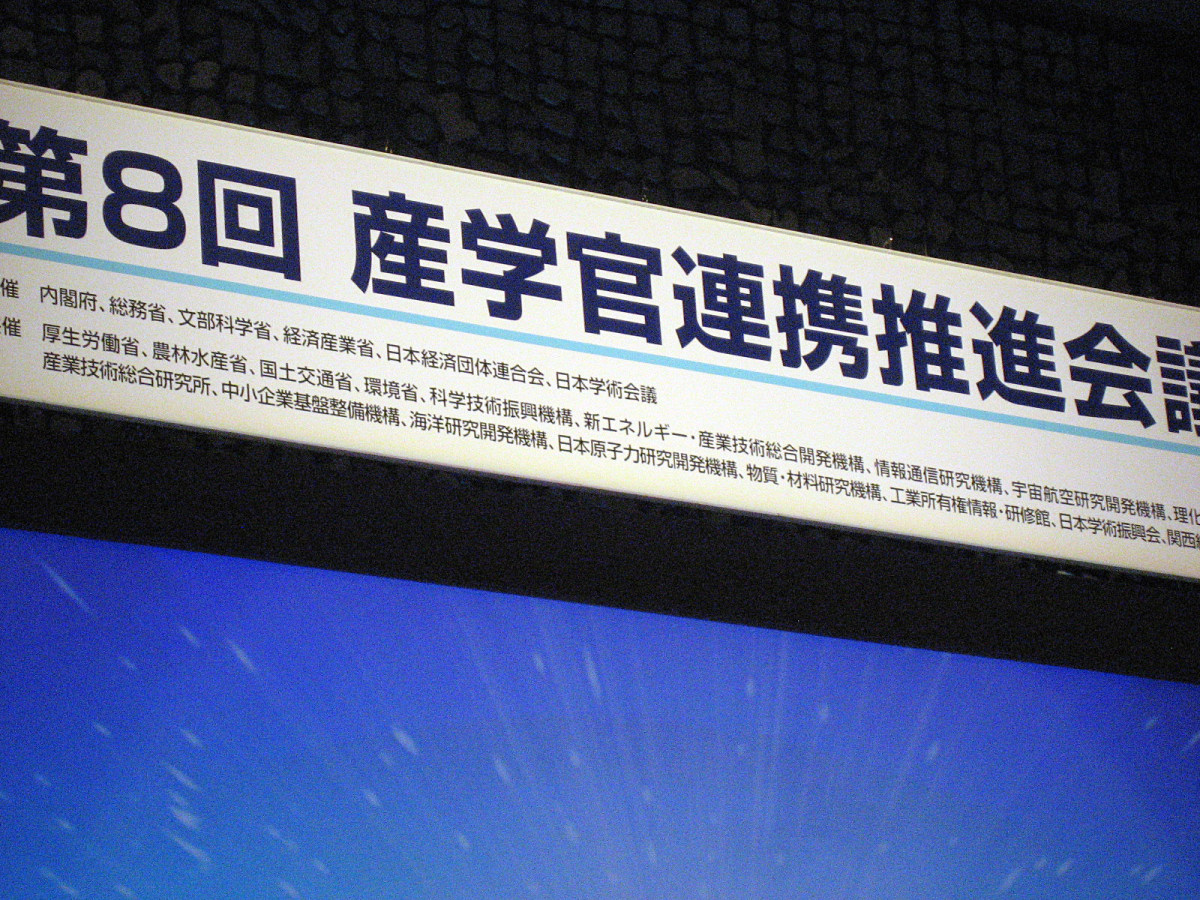 第8回 産学官連携推進会議
催 内閣府、総務省、文部科学省、経済産業省、日本経済団体連合会、日本学術会議
催 厚生労働省、農林水産省、国土交通省、環境省、科学技術振興機構、新エネルギー・産業技術総合開発機構、情報通信研究機構、宇宙航空研究開発機構、理化
産業技術総合研究所、中小企業基盤整備機構、海洋研究開発機構、日本原子力研究開発機構、物質・材料研究機構、工業所有権情報・研修館、日本学術振興会、関西